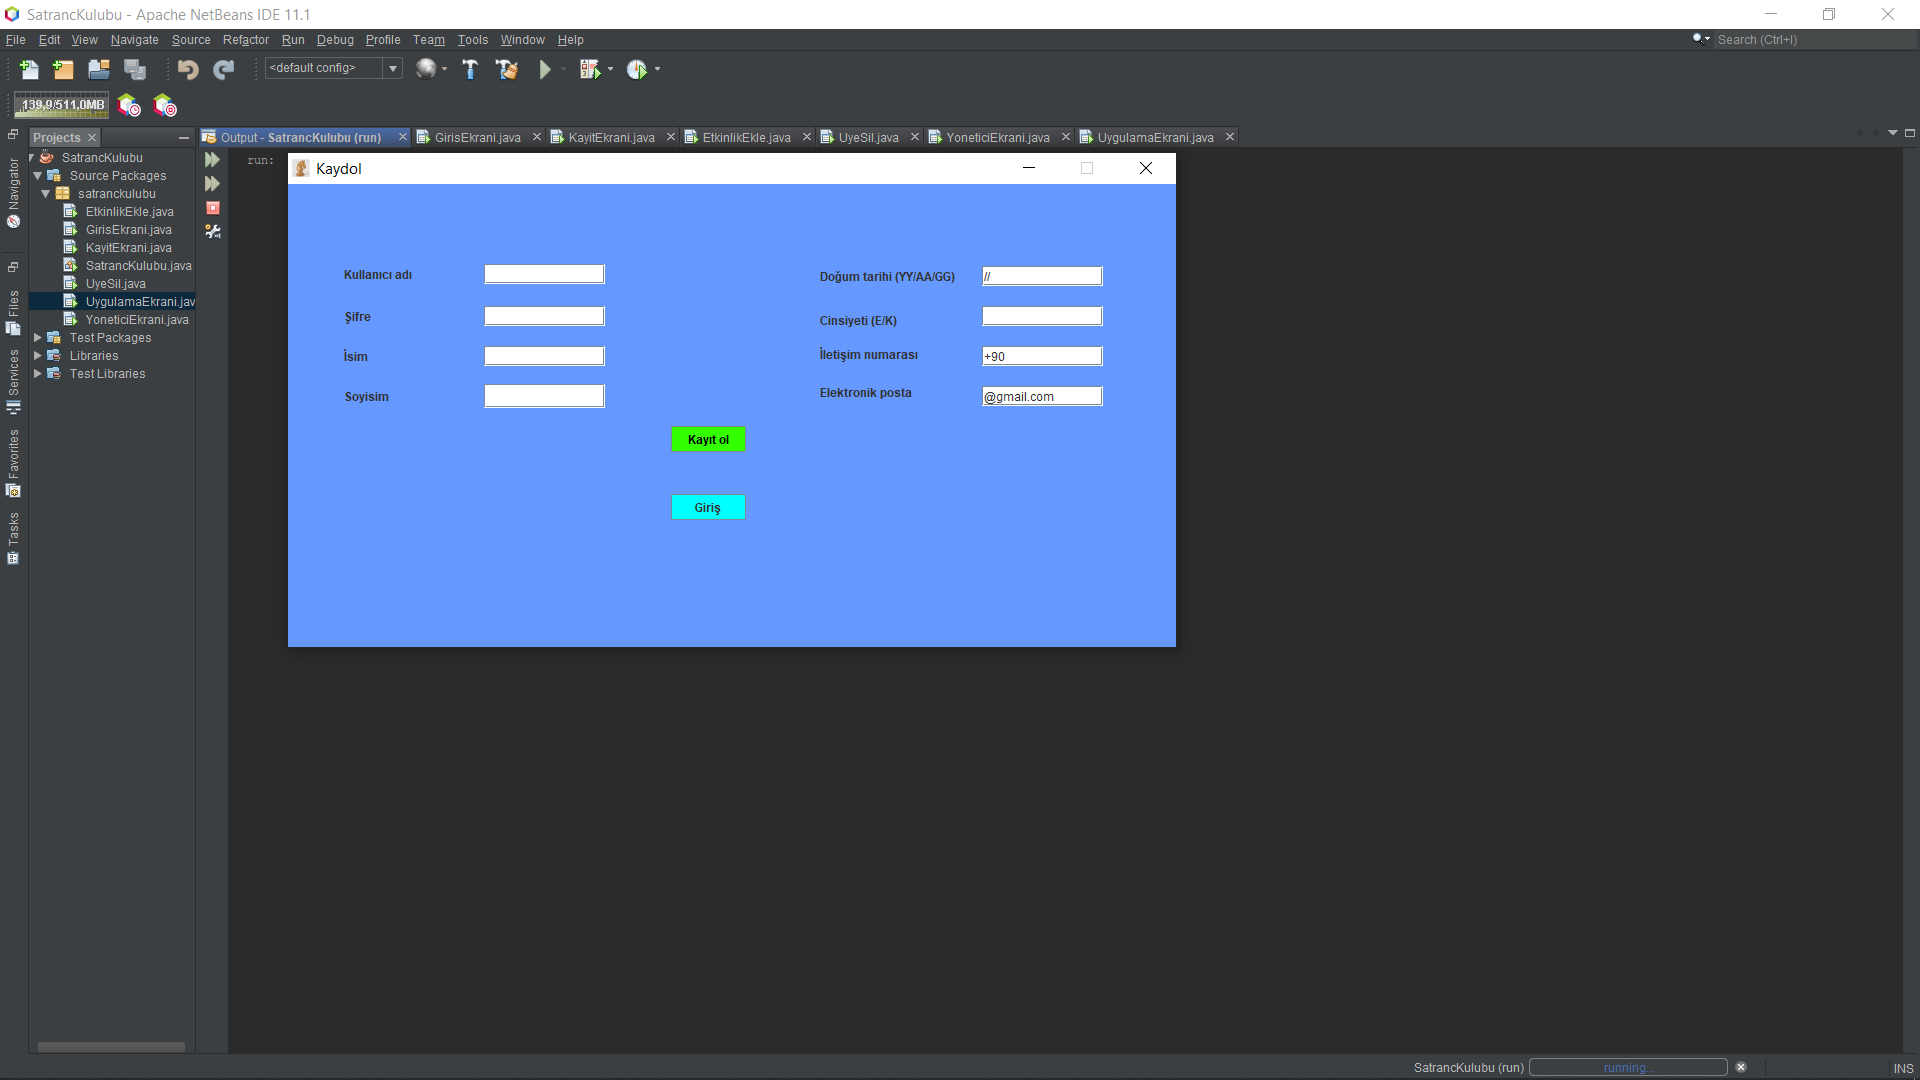 SatrancKulubu - Apache NetBeans IDE 11.1
File Edit View Navigate Source Refactor Run Debug Profile Team Tools Window Help
Search (Ctrl+I)
<default config>
139,9/511,0MB
Projects
Output - SatrancKulubu (run)
GirisEkrani.java
KayitEkrani.java
EtkinlikEkle.java
UyeSil.java
YoneticiEkrani.java
UygulamaEkrani.java
Navigator
Files
Services
Favorites
Tasks
SatrancKulubu
Source Packages
satranckulubu
EtkinlikEkle.java
GirisEkrani.java
KayitEkrani.java
SatrancKulubu.java
UyeSil.java
UygulamaEkrani.jav
YoneticiEkrani.java
Test Packages
Libraries
Test Libraries
run:
Kaydol
Kullanıcı adı
Şifre
İsim
Soyisim
Doğum tarihi (YY/AA/GG) //
Cinsiyeti (E/K)
İletişim numarası +90
Elektronik posta @gmail.com
Kayıt ol
Giriş
SatrancKulubu (run) running... INS